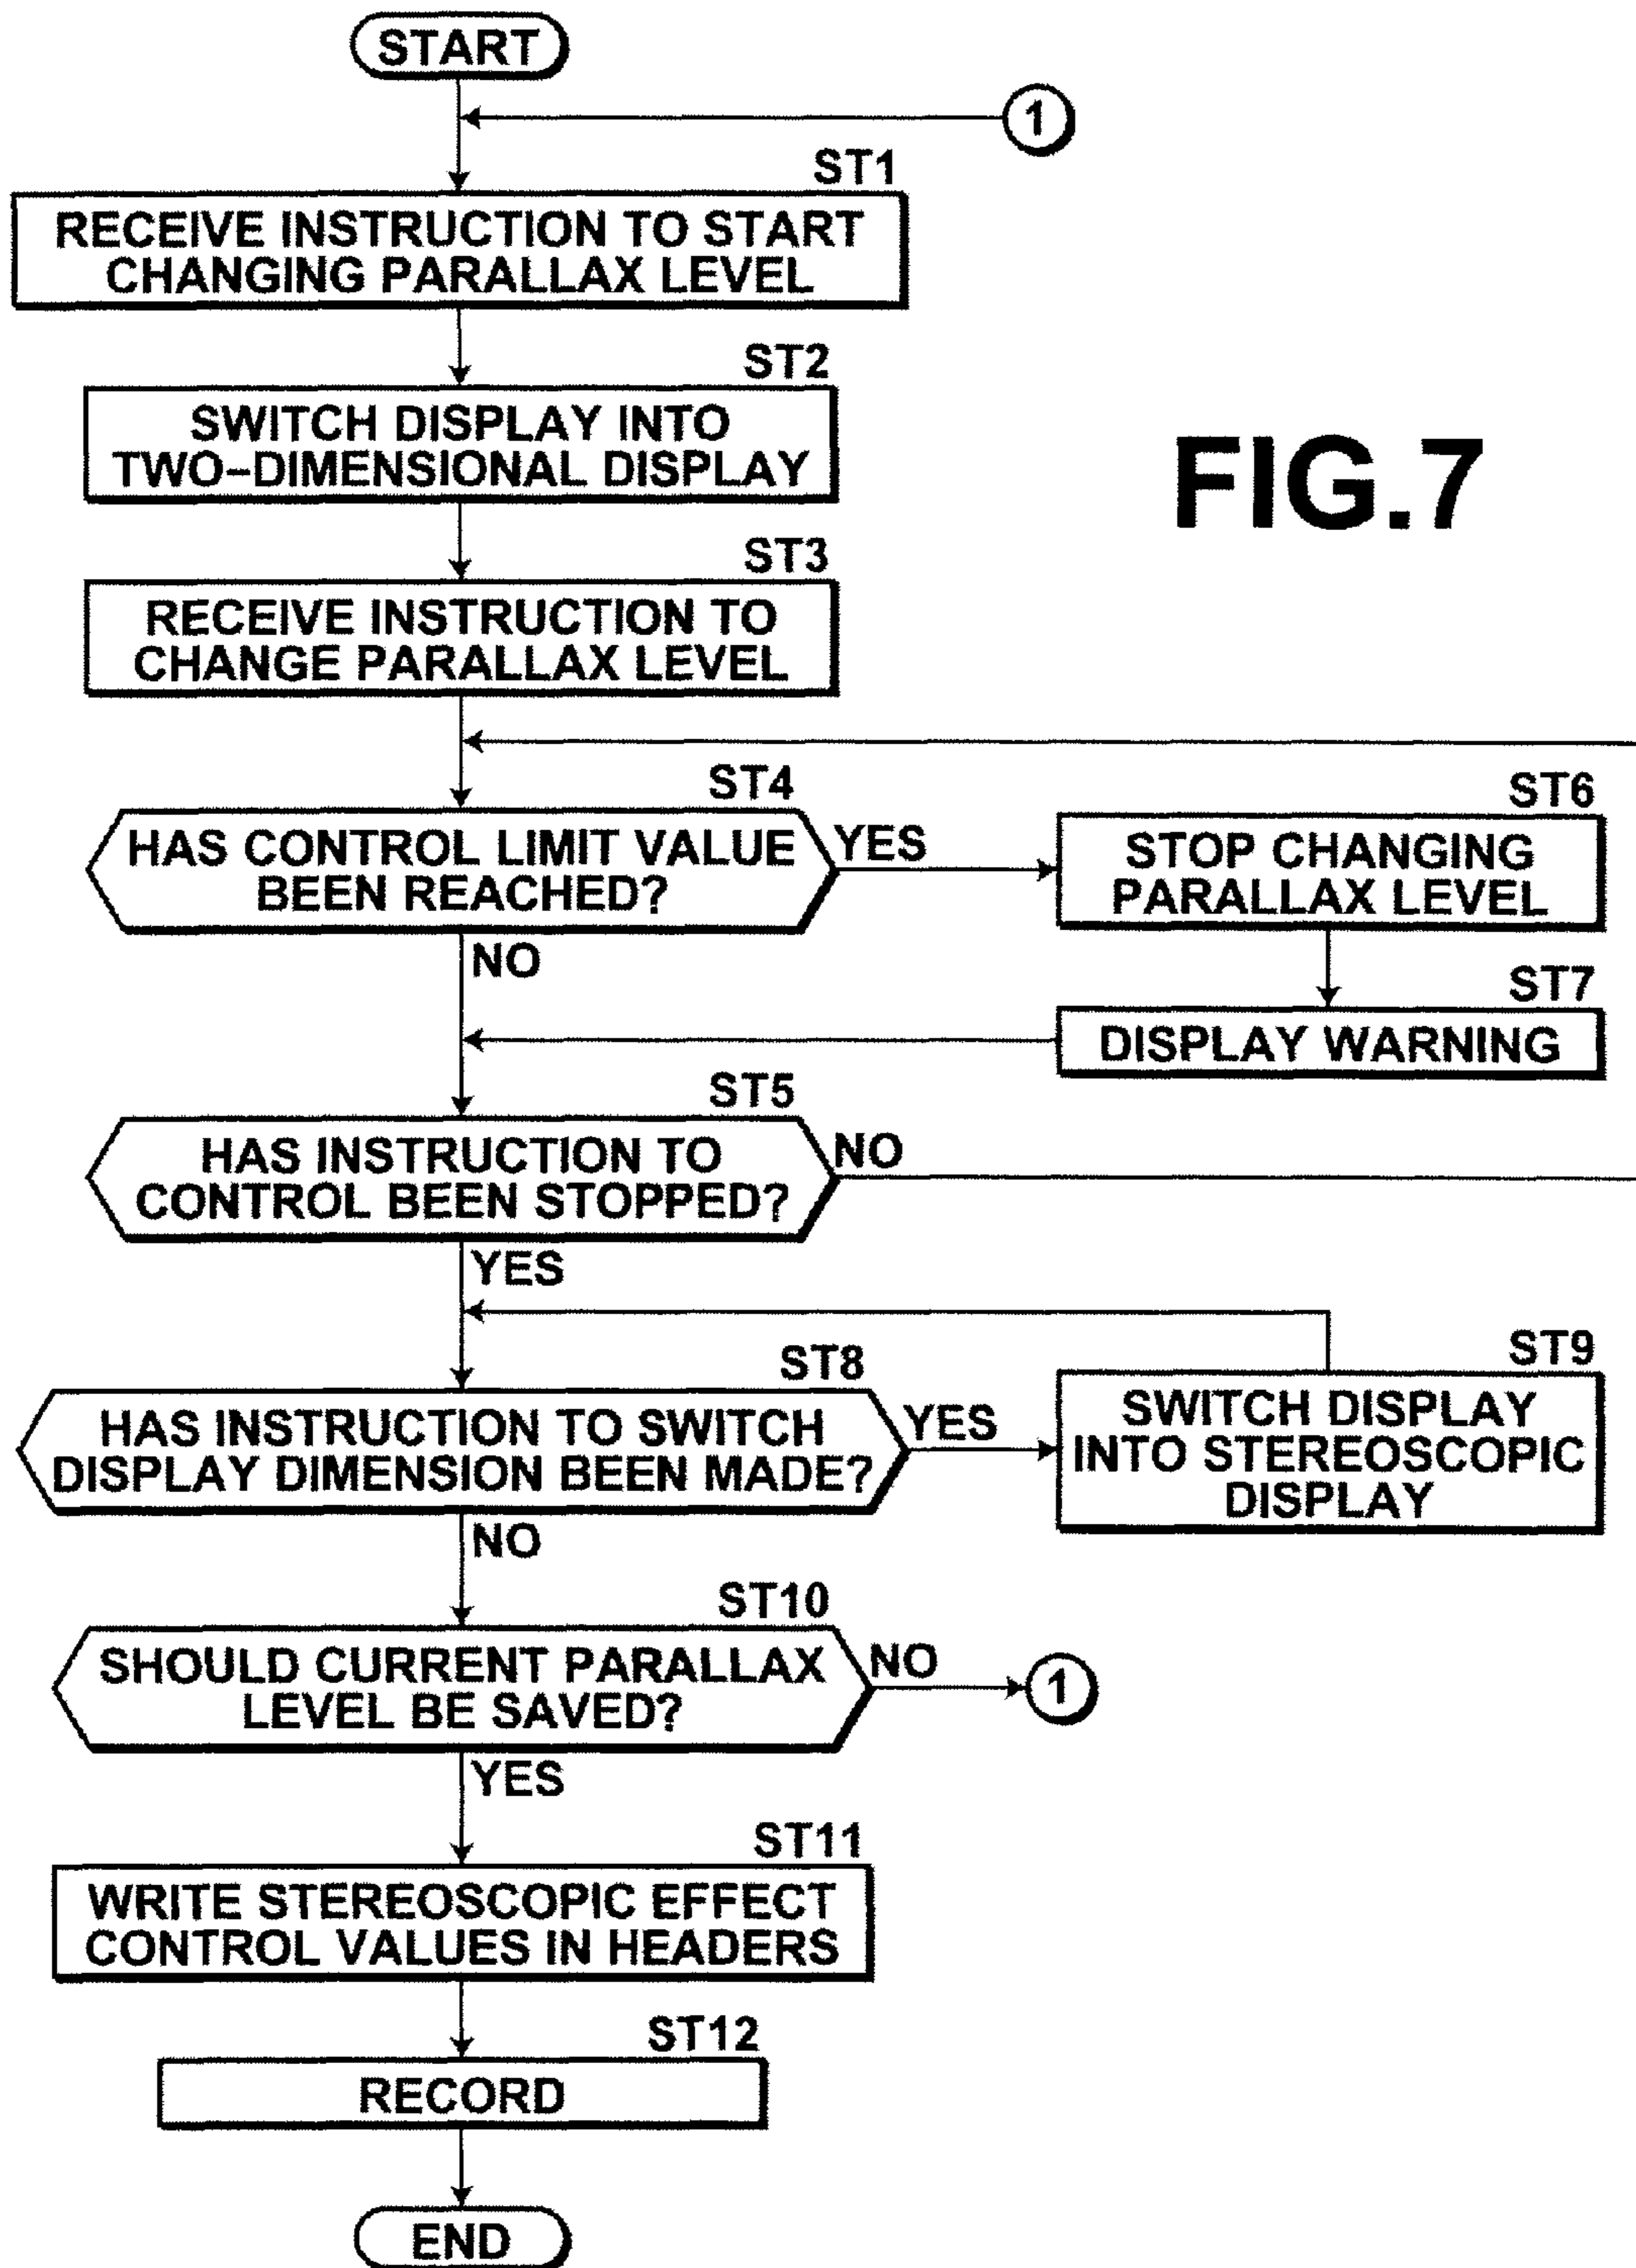 START
1
ST1
RECEIVE INSTRUCTION TO START
CHANGING PARALLAX LEVEL
ST2
SWITCH DISPLAY INTO
TWO-DIMENSIONAL DISPLAY
FIG.7
ST3
RECEIVE INSTRUCTION TO
CHANGE PARALLAX LEVEL
ST4
HAS CONTROL LIMIT VALUE
BEEN REACHED?
YES
NO
ST6
STOP CHANGING
PARALLAX LEVEL
ST7
DISPLAY WARNING
ST5
HAS INSTRUCTION TO
CONTROL BEEN STOPPED?
NO
YES
ST8
HAS INSTRUCTION TO SWITCH
DISPLAY DIMENSION BEEN MADE?
YES
NO
ST9
SWITCH DISPLAY
INTO STEREOSCOPIC
DISPLAY
ST10
SHOULD CURRENT PARALLAX
LEVEL BE SAVED?
NO
1
YES
ST11
WRITE STEREOSCOPIC EFFECT
CONTROL VALUES IN HEADERS
ST12
RECORD
END